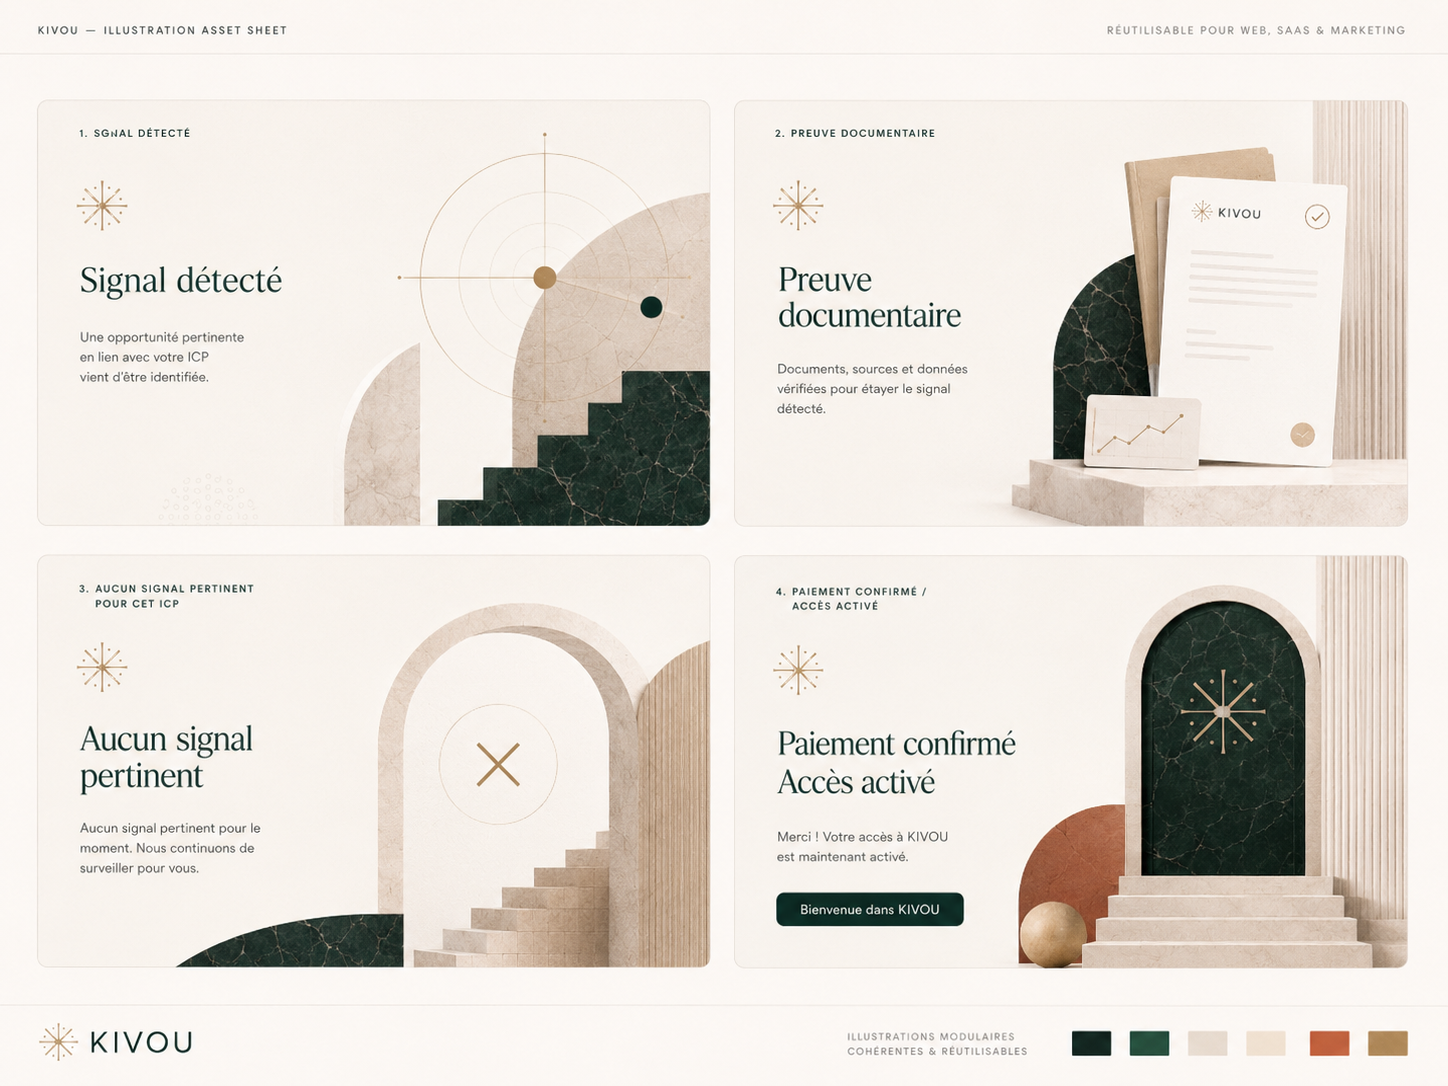 KIVOU — ILLUSTRATION ASSET SHEET
RÉUTILISABLE POUR WEB, SAAS & MARKETING
1. SGNAL DÉTECTÉ
Signal détecté
Une opportunité pertinente
en lien avec votre ICP
vient d'être identifiée.
2. PREUVE DOCUMENTAIRE
Preuve
documentaire
Documents, sources et données
vérifiées pour étayer le signal
détecté.
KIVOU
3. AUCUN SIGNAL PERTINENT
POUR CET ICP
Aucun signal
pertinent
Aucun signal pertinent pour le
moment. Nous continuons de
surveiller pour vous.
4. PAIEMENT CONFIRMÉ /
ACCÈS ACTIVÉ
Paiement confirmé
Accès activé
Merci ! Votre accès à KIVOU
est maintenant activé.
Bienvenue dans KIVOU
KIVOU
ILLUSTRATIONS MODULAIRES
COHÉRENTES & RÉUTILISABLES